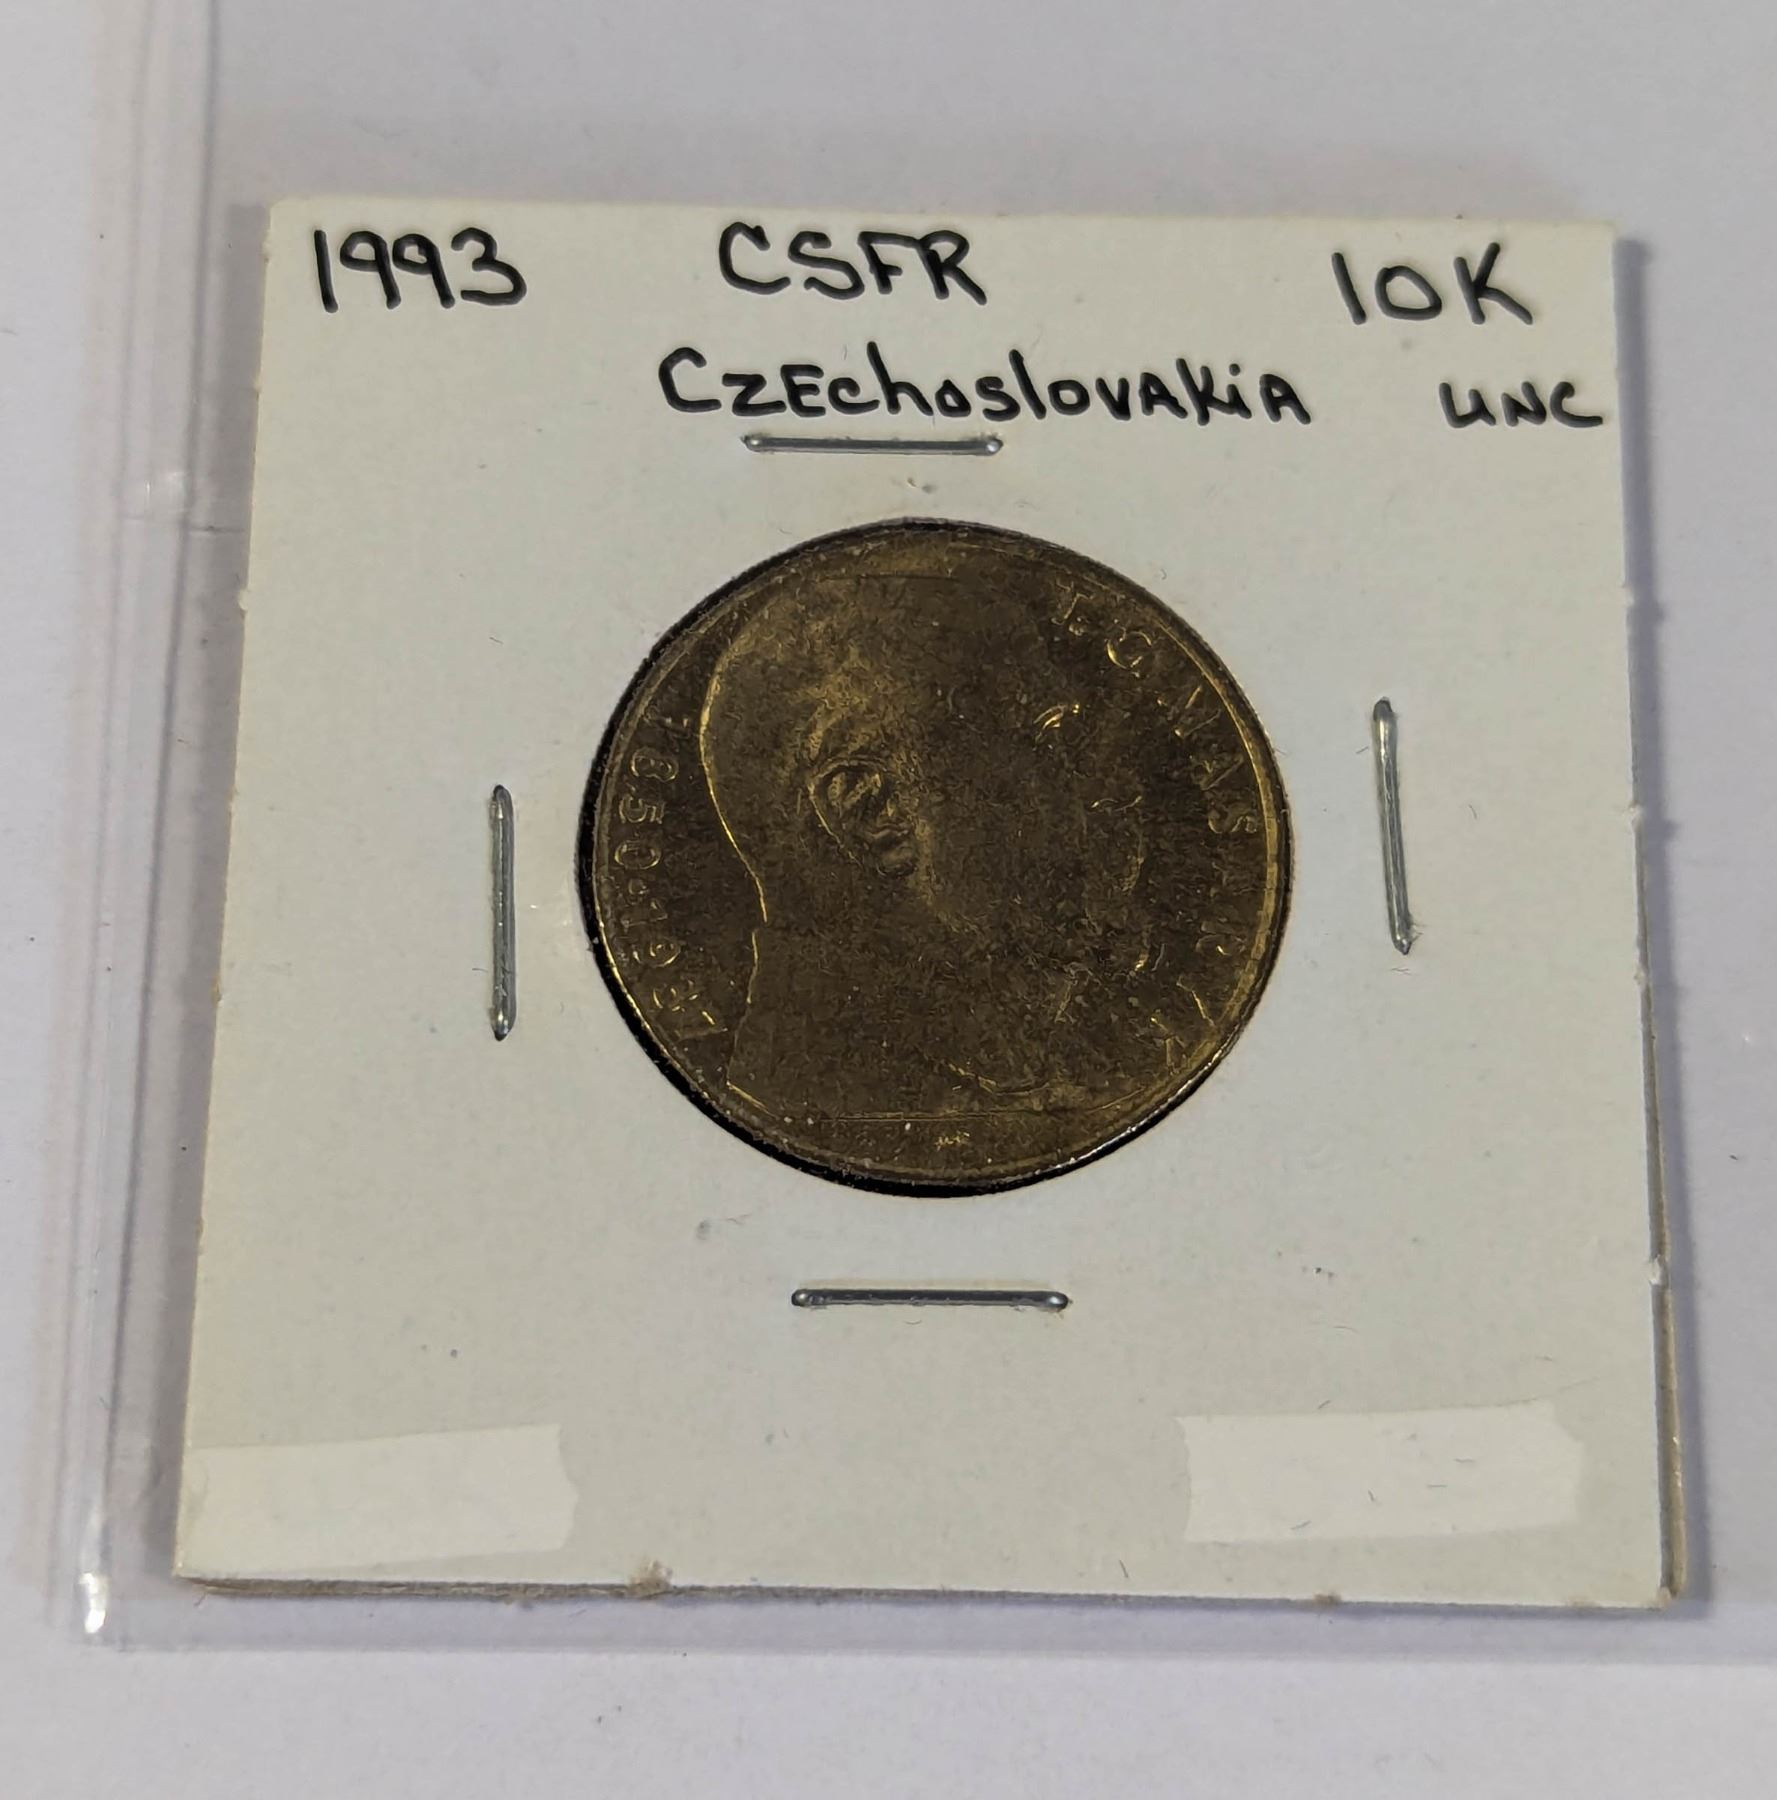 1993 CSFR 10K
CzEchoslovAKiA UNC
T. G. MASARYK
1850-1937